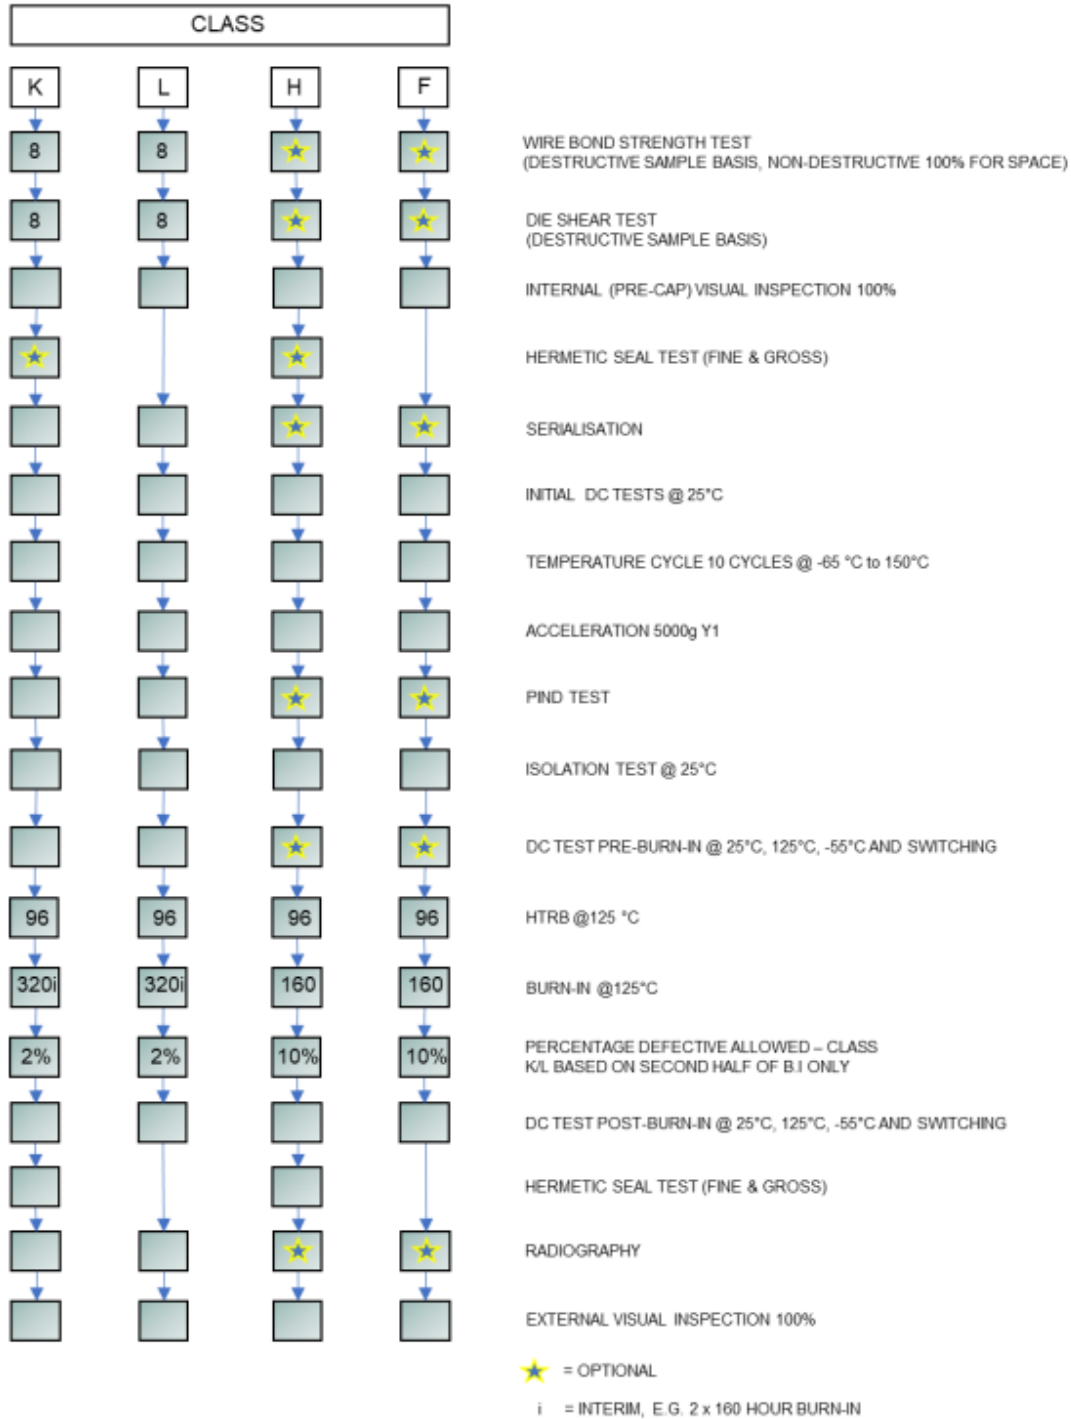 CLASS
K L H F
8 8
WIRE BOND STRENGTH TEST
(DESTRUCTIVE SAMPLE BASIS, NON-DESTRUCTIVE 100% FOR SPACE)
8 8
DIE SHEAR TEST
(DESTRUCTIVE SAMPLE BASIS)
INTERNAL (PRE-CAP) VISUAL INSPECTION 100%
HERMETIC SEAL TEST (FINE & GROSS)
SERIALISATION
INITIAL DC TESTS @ 25°C
TEMPERATURE CYCLE 10 CYCLES @ -65 °C to 150°C
ACCELERATION 5000g Y1
PIND TEST
ISOLATION TEST @ 25°C
DC TEST PRE-BURN-IN @ 25°C, 125°C, -55°C AND SWITCHING
96 96 96 96 HTRB @125 °C
320i 320i 160 160 BURN-IN @125°C
2% 2% 10% 10%
PERCENTAGE DEFECTIVE ALLOWED – CLASS
K/L BASED ON SECOND HALF OF B.I ONLY
DC TEST POST-BURN-IN @ 25°C, 125°C, -55°C AND SWITCHING
HERMETIC SEAL TEST (FINE & GROSS)
RADIOGRAPHY
EXTERNAL VISUAL INSPECTION 100%
= OPTIONAL
i = INTERIM, E.G. 2 x 160 HOUR BURN-IN